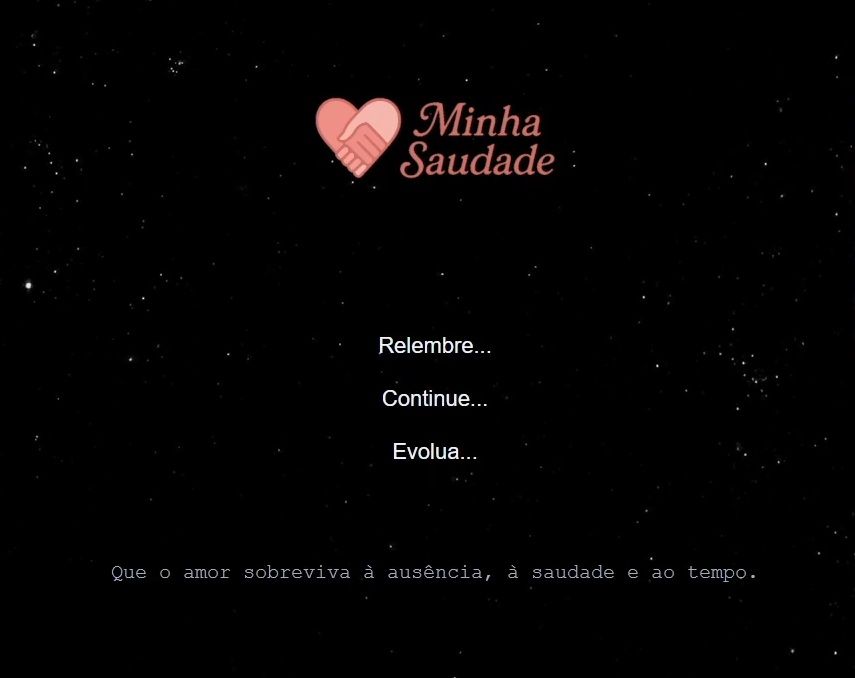 Minha
Saudade
Relembre...
Continue...
Evolua...
Que o amor sobreviva à ausência, à saudade e ao tempo.